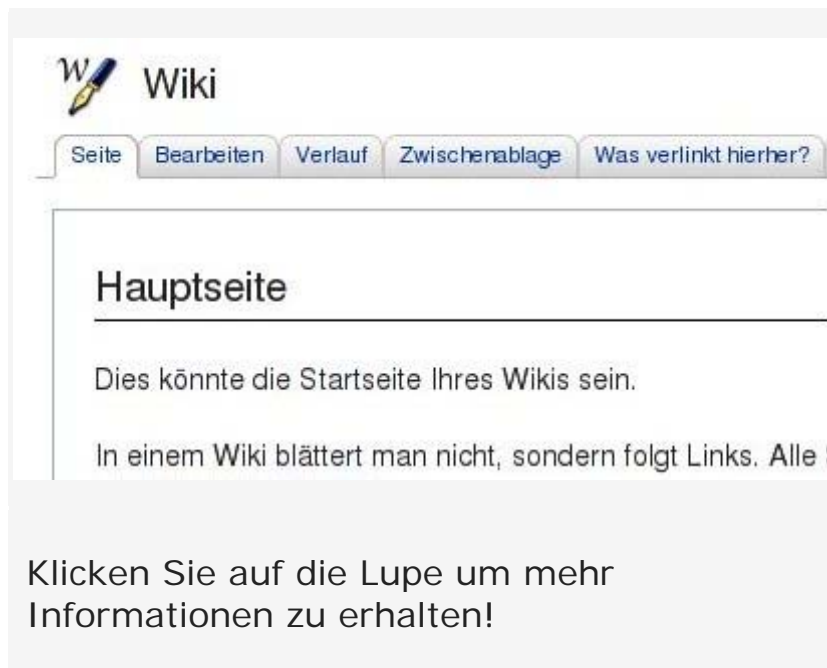 W Wiki
Seite Bearbeiten Verlauf Zwischenablage Was verlinkt hierher?
Hauptseite
Dies könnte die Startseite Ihres Wikis sein.
In einem Wiki blättert man nicht, sondern folgt Links. Alle
Klicken Sie auf die Lupe um mehr
Informationen zu erhalten!